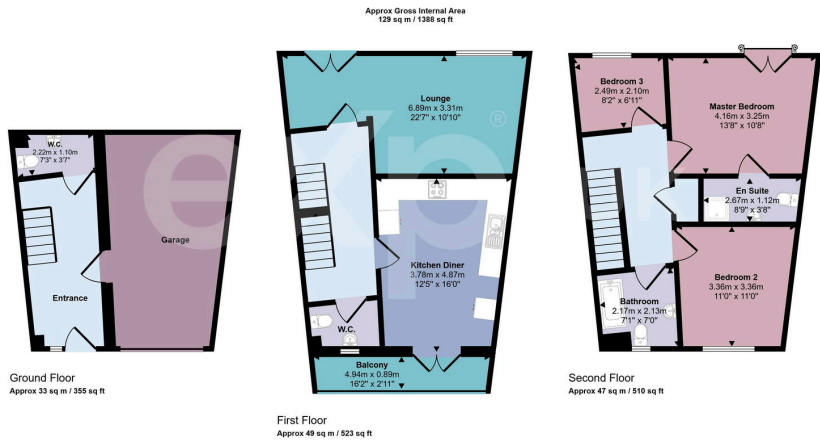 Approx Gross Internal Area
129 sq m / 1388 sq ft
W.C.
2.22m x 1.10m
7'3" x 3'7"
Garage
Entrance
Ground Floor
Approx 33 sq m / 355 sq ft
Lounge
6.89m x 3.31m
22'7" x 10'10"
Kitchen Diner
3.78m x 4.87m
12'5" x 16'0"
W.C.
Balcony
4.94m x 0.89m
16'2" x 2'11"
First Floor
Approx 49 sq m / 523 sq ft
Bedroom 3
2.49m x 2.10m
8'2" x 6'11"
Master Bedroom
4.16m x 3.25m
13'8" x 10'8"
En Suite
2.67m x 1.12m
8'9" x 3'8"
Bedroom 2
3.36m x 3.36m
11'0" x 11'0"
Bathroom
2.17m x 2.13m
7'1" x 7'0"
Second Floor
Approx 47 sq m / 510 sq ft
exp
®